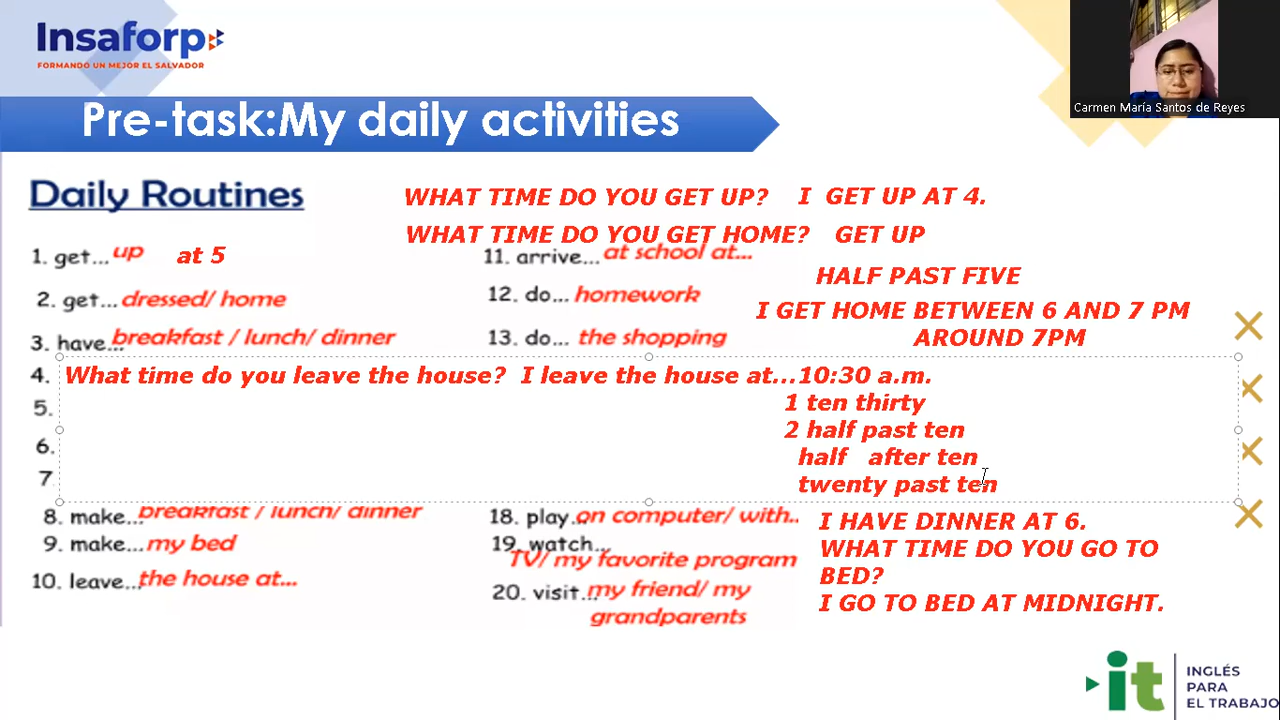 Insaforp
FORMANDO UN MEJOR EL SALVADOR
Carmen María Santos de Reyes
Pre-task:My daily activities
Daily Routines
WHAT TIME DO YOU GET UP? I GET UP AT 4.
WHAT TIME DO YOU GET HOME? GET UP
1. get... up at 5
11. arrive... at school at...
HALF PAST FIVE
2. get... dressed/ home
12. do... homework
I GET HOME BETWEEN 6 AND 7 PM
AROUND 7PM
3. have... breakfast / lunch/ dinner
13. do... the shopping
4. What time do you leave the house? I leave the house at...10:30 a.m.
5. 1 ten thirty
2 half past ten
6. half after ten
7 twenty past ten
8. make... breakfast / lunch/ dinner
18. play... on computer/ with..
I HAVE DINNER AT 6.
9. make... my bed
19. watch...
TV/ my favorite program
WHAT TIME DO YOU GO TO
BED?
10. leave... the house at...
20. visit... my friend/ my
grandparents
I GO TO BED AT MIDNIGHT.
it
INGLÉS
PARA
EL TRABAJO